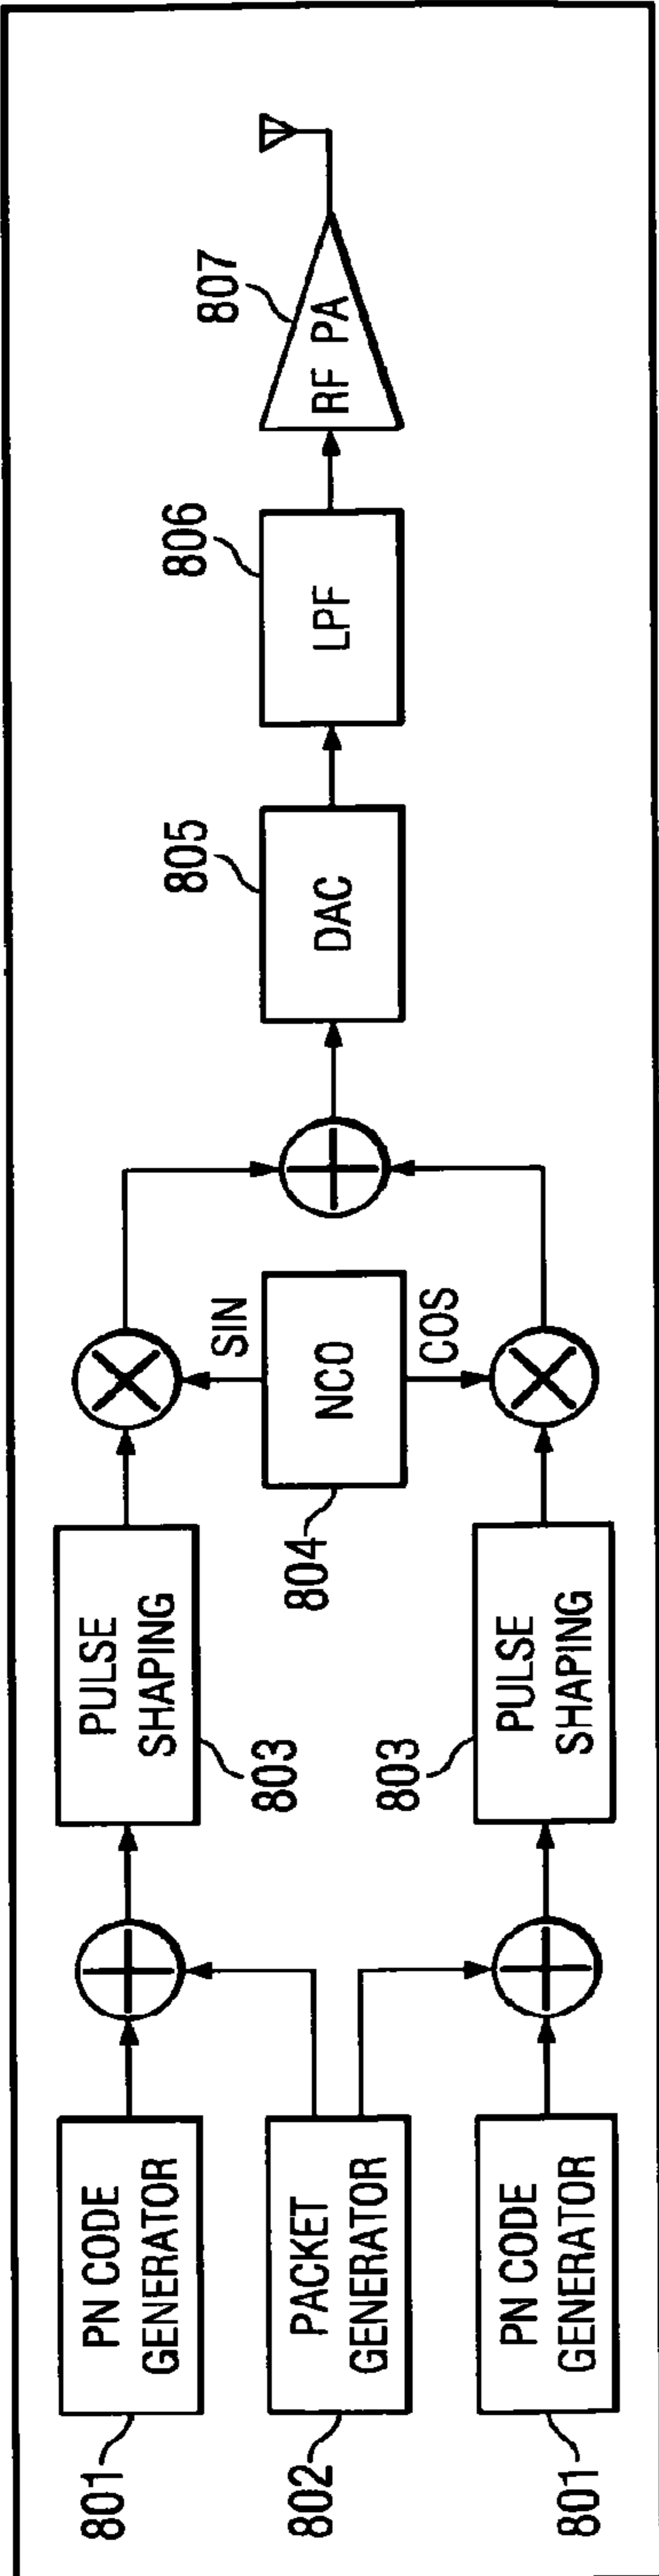 801
PN CODE
GENERATOR
802
PACKET
GENERATOR
801
PN CODE
GENERATOR
PULSE
SHAPING
803
803
PULSE
SHAPING
804
NCO
SIN
COS
805
DAC
806
LPF
807
RF PA